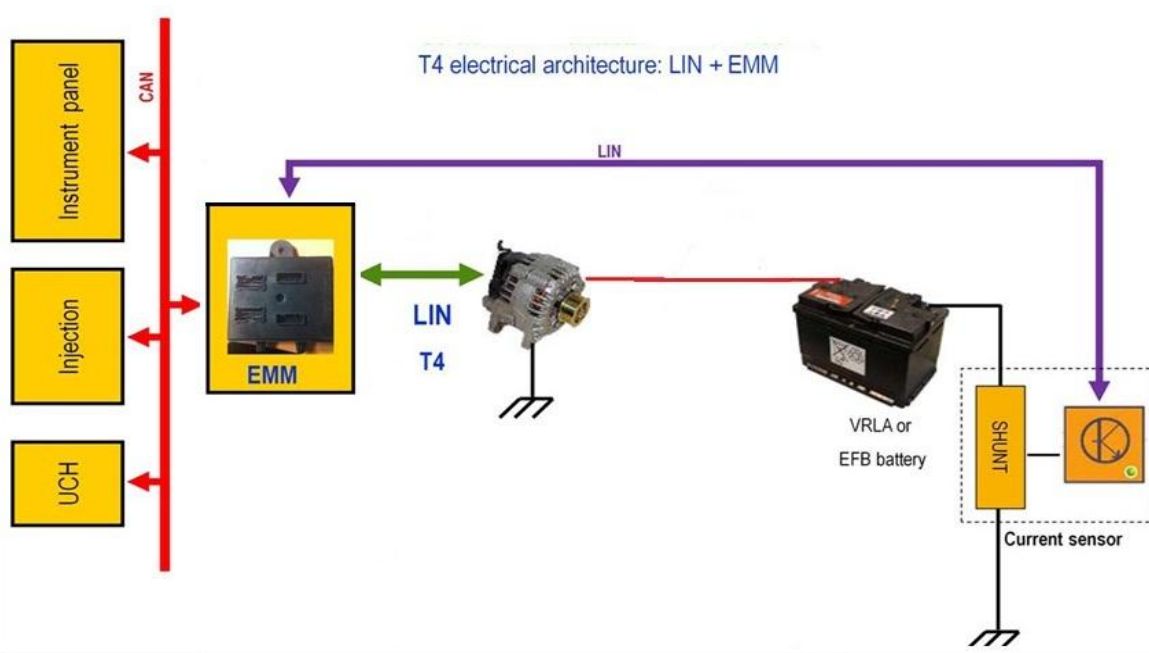 T4 electrical architecture: LIN + EMM
CAN
Instrument panel
Injection
UCH
LIN
EMM
LIN
T4
VRLA or
EFB battery
SHUNT
Current sensor